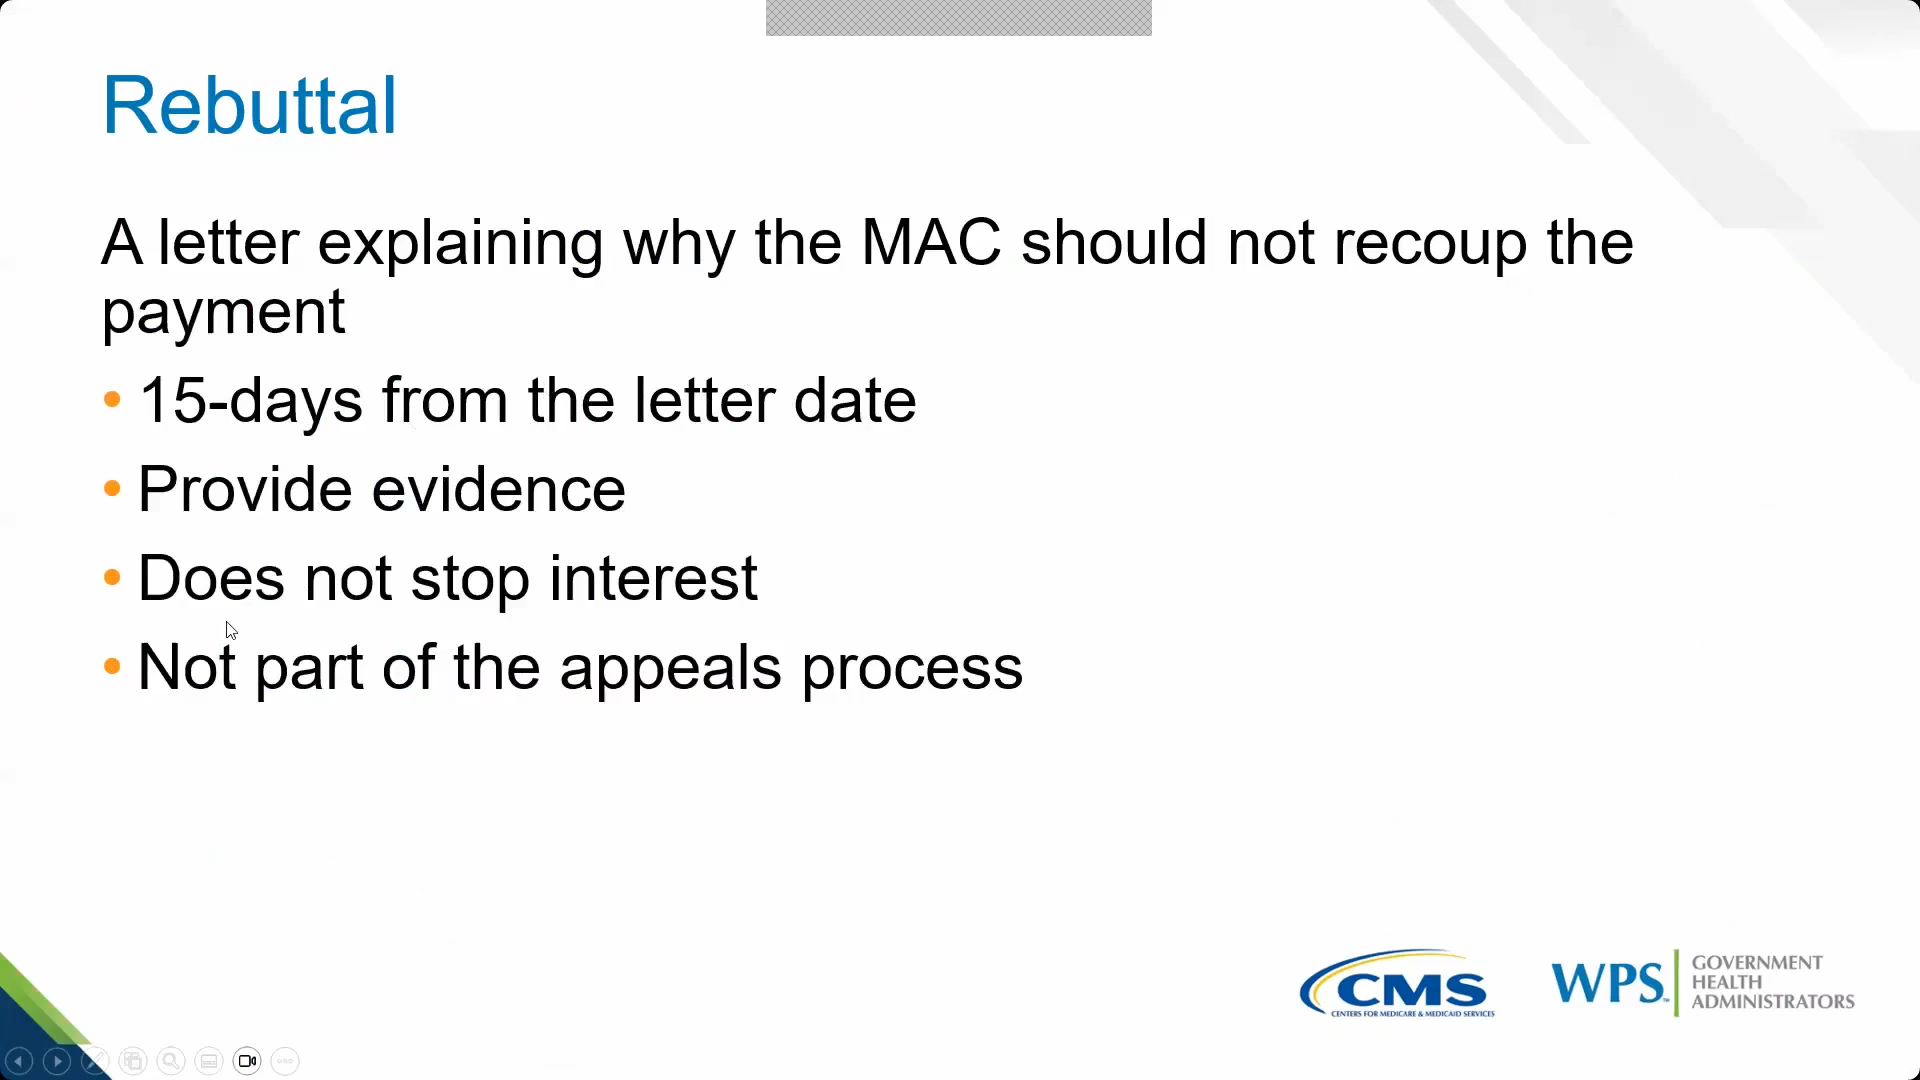 Rebuttal
A letter explaining why the MAC should not recoup the
payment
• 15-days from the letter date
• Provide evidence
• Does not stop interest
• Not part of the appeals process
CMS
CENTERS FOR MEDICARE & MEDICAID SERVICES
WPS
GOVERNMENT
HEALTH
ADMINISTRATORS